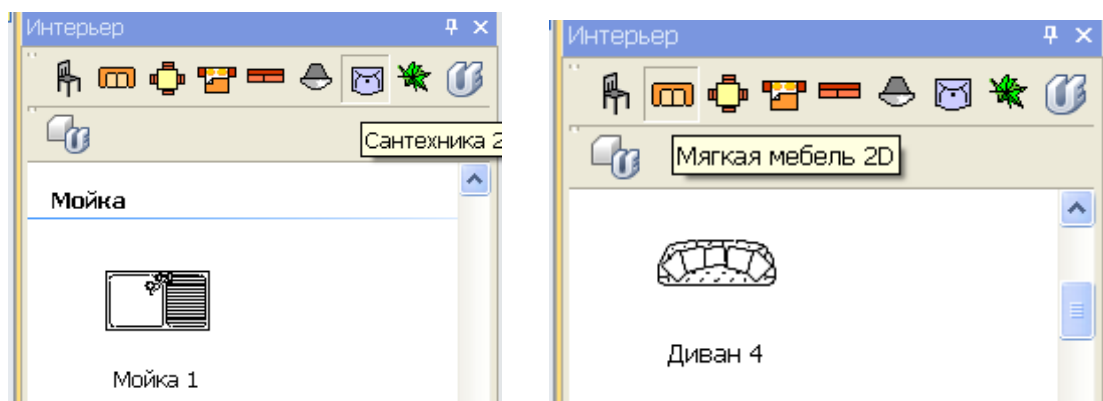 Интерьер
Сантехника 2
Мойка
Мойка 1
Интерьер
Мягкая мебель 2D
Диван 4